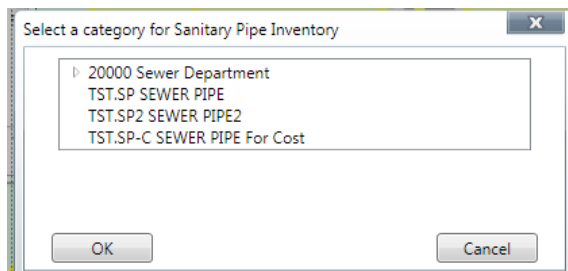 Select a category for Sanitary Pipe Inventory
X
20000 Sewer Department
TST.SP SEWER PIPE
TST.SP2 SEWER PIPE2
TST.SP-C SEWER PIPE For Cost
OK Cancel